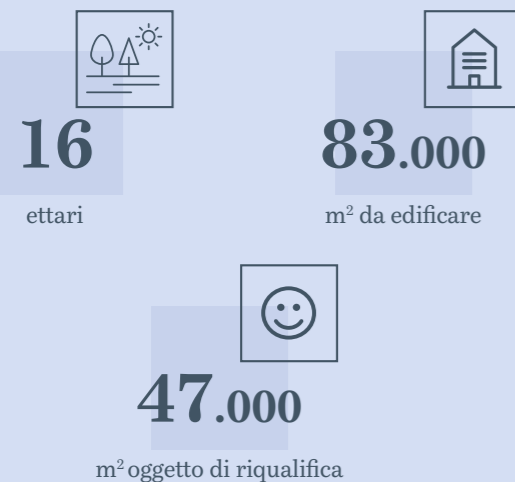 16
ettari
83.000
m² da edificare
47.000
m² oggetto di riqualifica